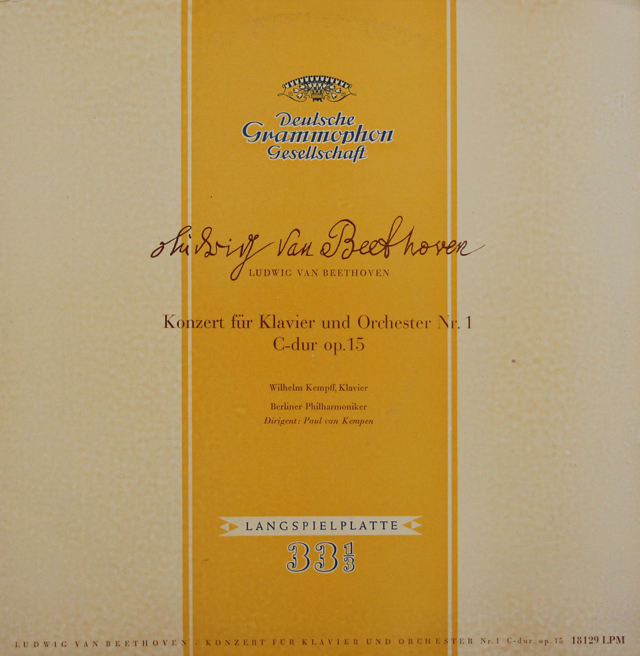 Deutsche
Grammophon
Gesellschaft
Ludwig van Beethoven
LUDWIG VAN BEETHOVEN
Konzert für Klavier und Orchester Nr. 1
C-dur op. 15
Wilhelm Kempff, Klavier
Berliner Philharmoniker
Dirigent: Paul van Kempen
LANGSPIELPLATTE
33 1/3
LUDWIG VAN BEETHOVEN · KONZERT FÜR KLAVIER UND ORCHESTER Nr. 1 C-dur op. 15 18129 LPM